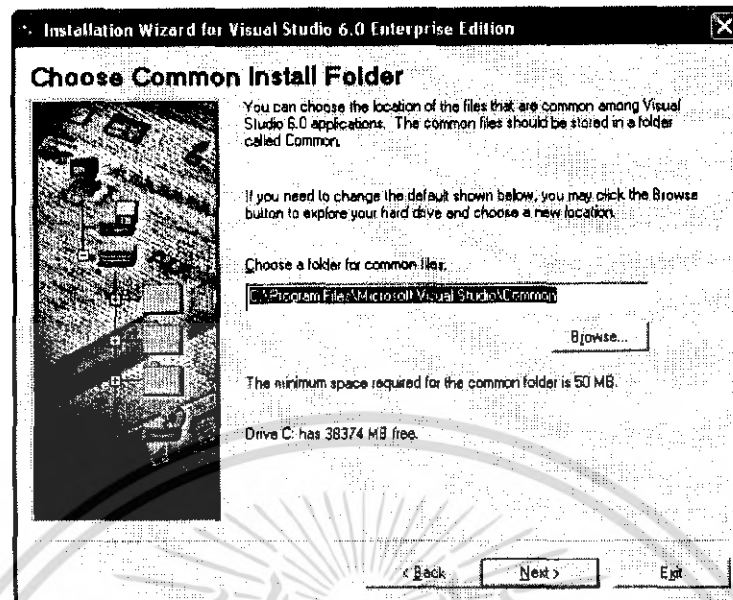 Installation Wizard for Visual Studio 6.0 Enterprise Edition
Choose Common Install Folder
You can choose the location of the files that are common among Visual
Studio 6.0 applications. The common files should be stored in a folder
called Common.
If you need to change the default shown below, you may click the Browse
button to explore your hard drive and choose a new location.
Choose a folder for common files:
C:\Program Files\Microsoft Visual Studio\Common
Browse...
The minimum space required for the common folder is 50 MB.
Drive C: has 38374 MB free.
< Back
Next >
Exit